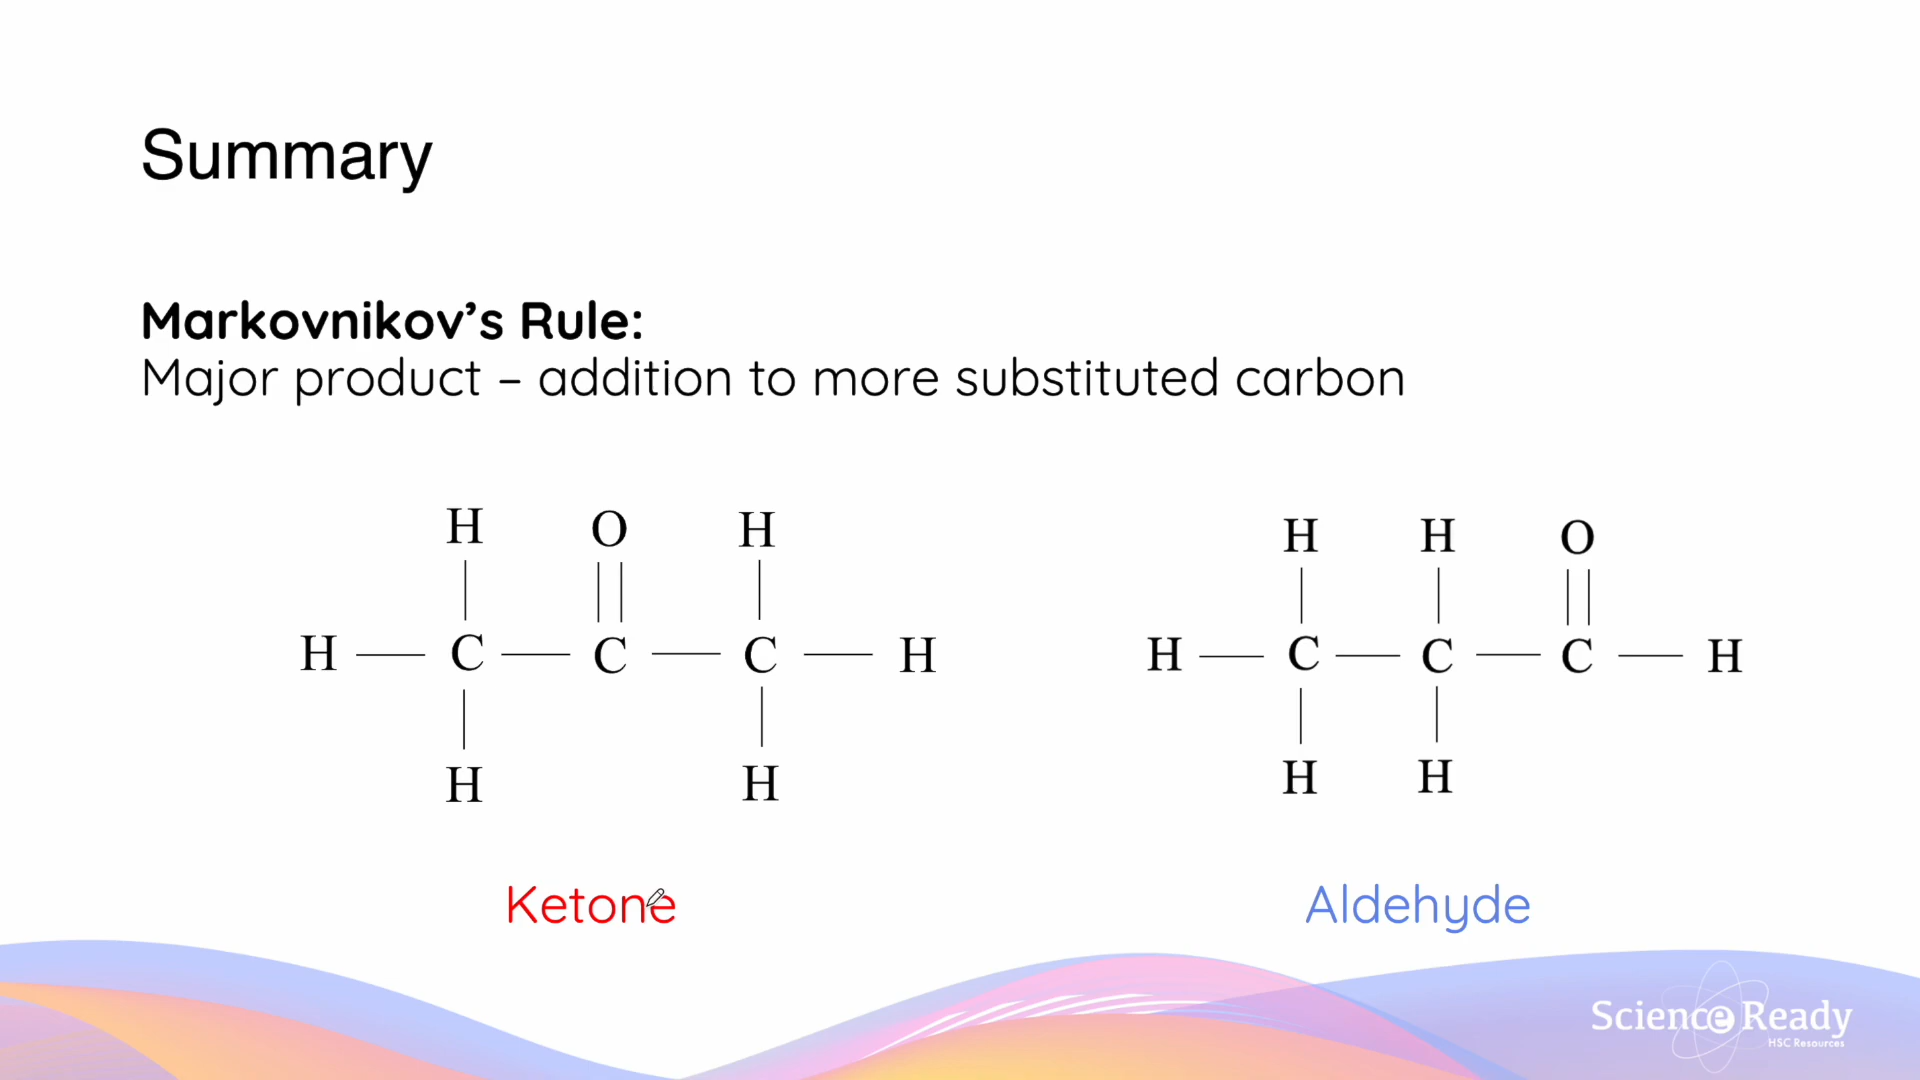 Summary
Markovnikov’s Rule:
Major product – addition to more substituted carbon
H O H
H C C C H
H H
H H O
H C C C H
H H
Ketone
Aldehyde
Science Ready
HSC Resources